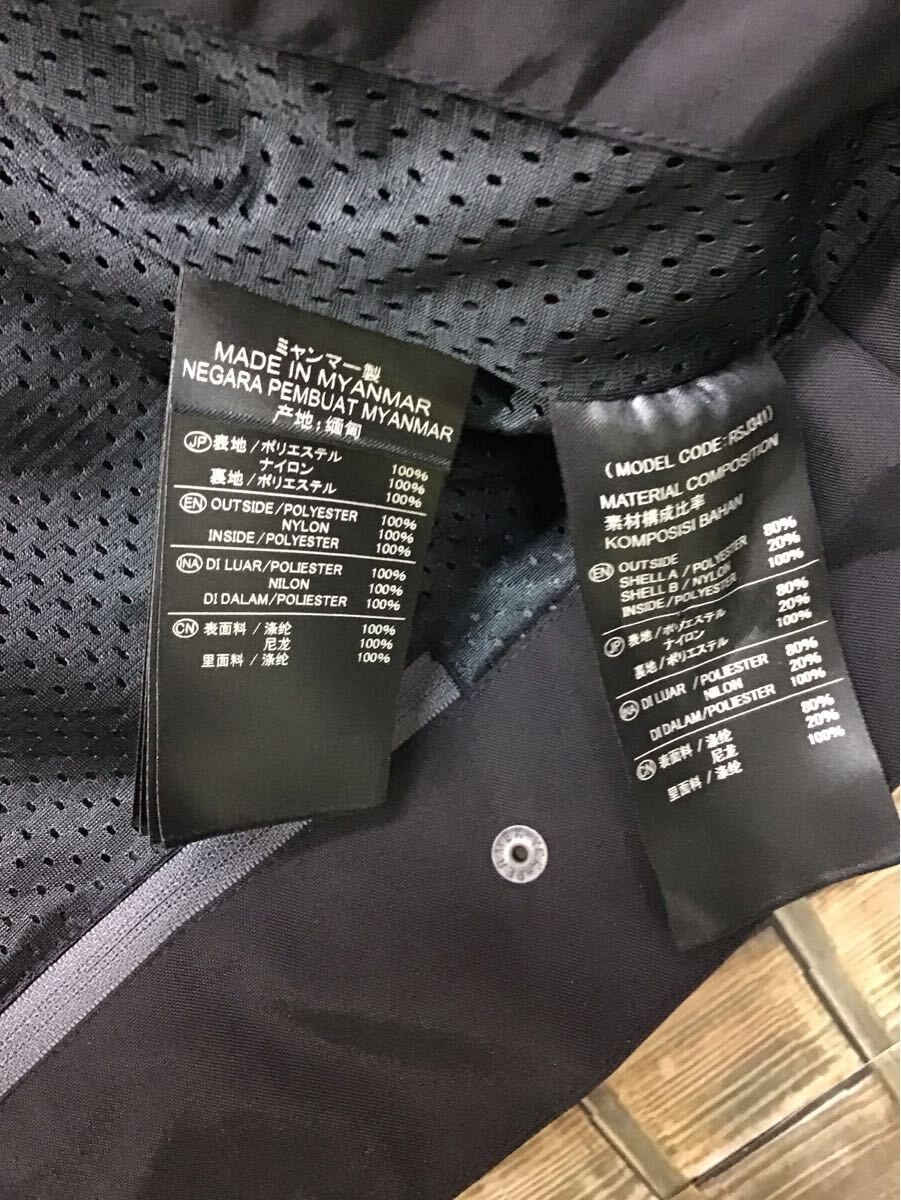 ミャンマー製
MADE IN MYANMAR
NEGARA PEMBUAT MYANMAR
产地:缅甸
JP 表地/ポリエステル 100%
ナイロン 100%
裏地/ポリエステル 100%
EN OUTSIDE/POLYESTER 100%
NYLON 100%
INSIDE/POLYESTER 100%
INA DI LUAR/POLIESTER 100%
NILON 100%
DI DALAM/POLIESTER 100%
CN 表面料/涤纶 100%
尼龙 100%
里面料/涤纶 100%
(MODEL CODE:RSJ341)
MATERIAL COMPOSITION
素材構成比率
KOMPOSISI BAHAN
EN OUTSIDE
SHELL A / POLYESTER 80%
SHELL B / NYLON 20%
INSIDE/POLYESTER 100%
JP 表地/ポリエステル 80%
ナイロン 20%
裏地/ポリエステル 100%
INA DI LUAR /POLIESTER 80%
NILON 20%
DI DALAM/POLIESTER 100%
CN 表面料/涤纶 80%
尼龙 20%
里面料/涤纶 100%